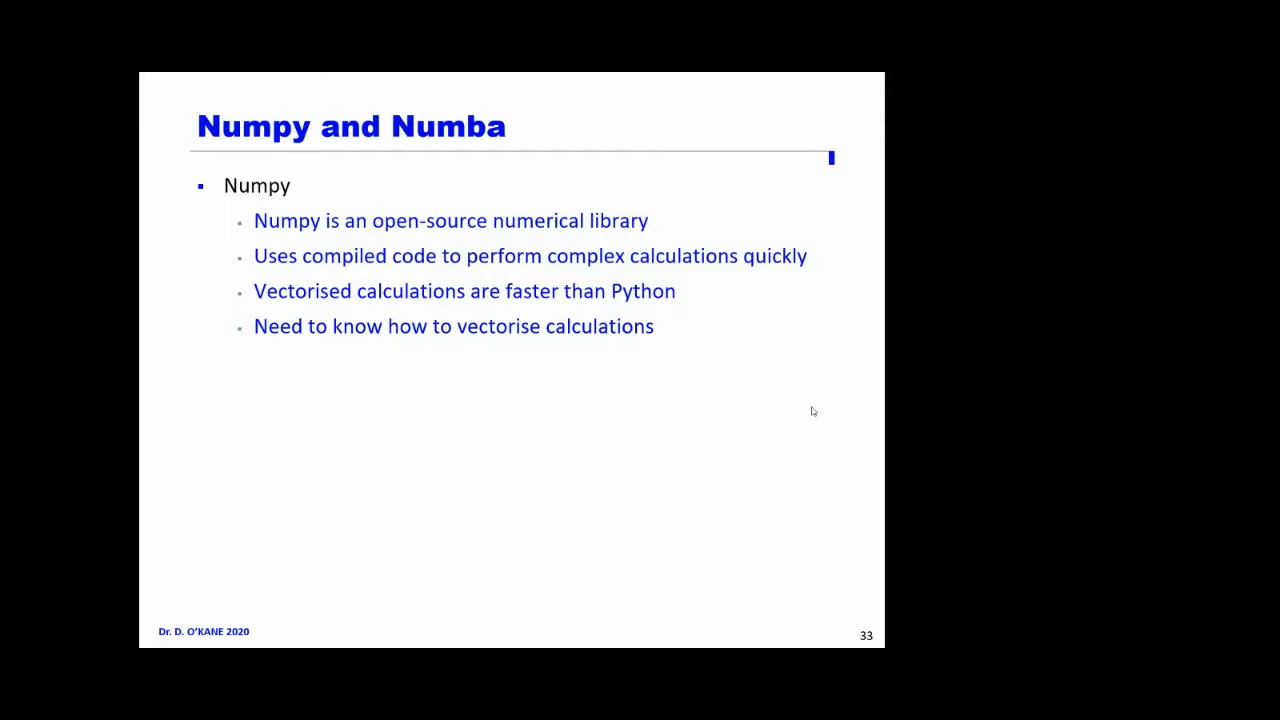 Numpy and Numba
Numpy
Numpy is an open-source numerical library
Uses compiled code to perform complex calculations quickly
Vectorised calculations are faster than Python
Need to know how to vectorise calculations
Dr. D. O'KANE 2020
33